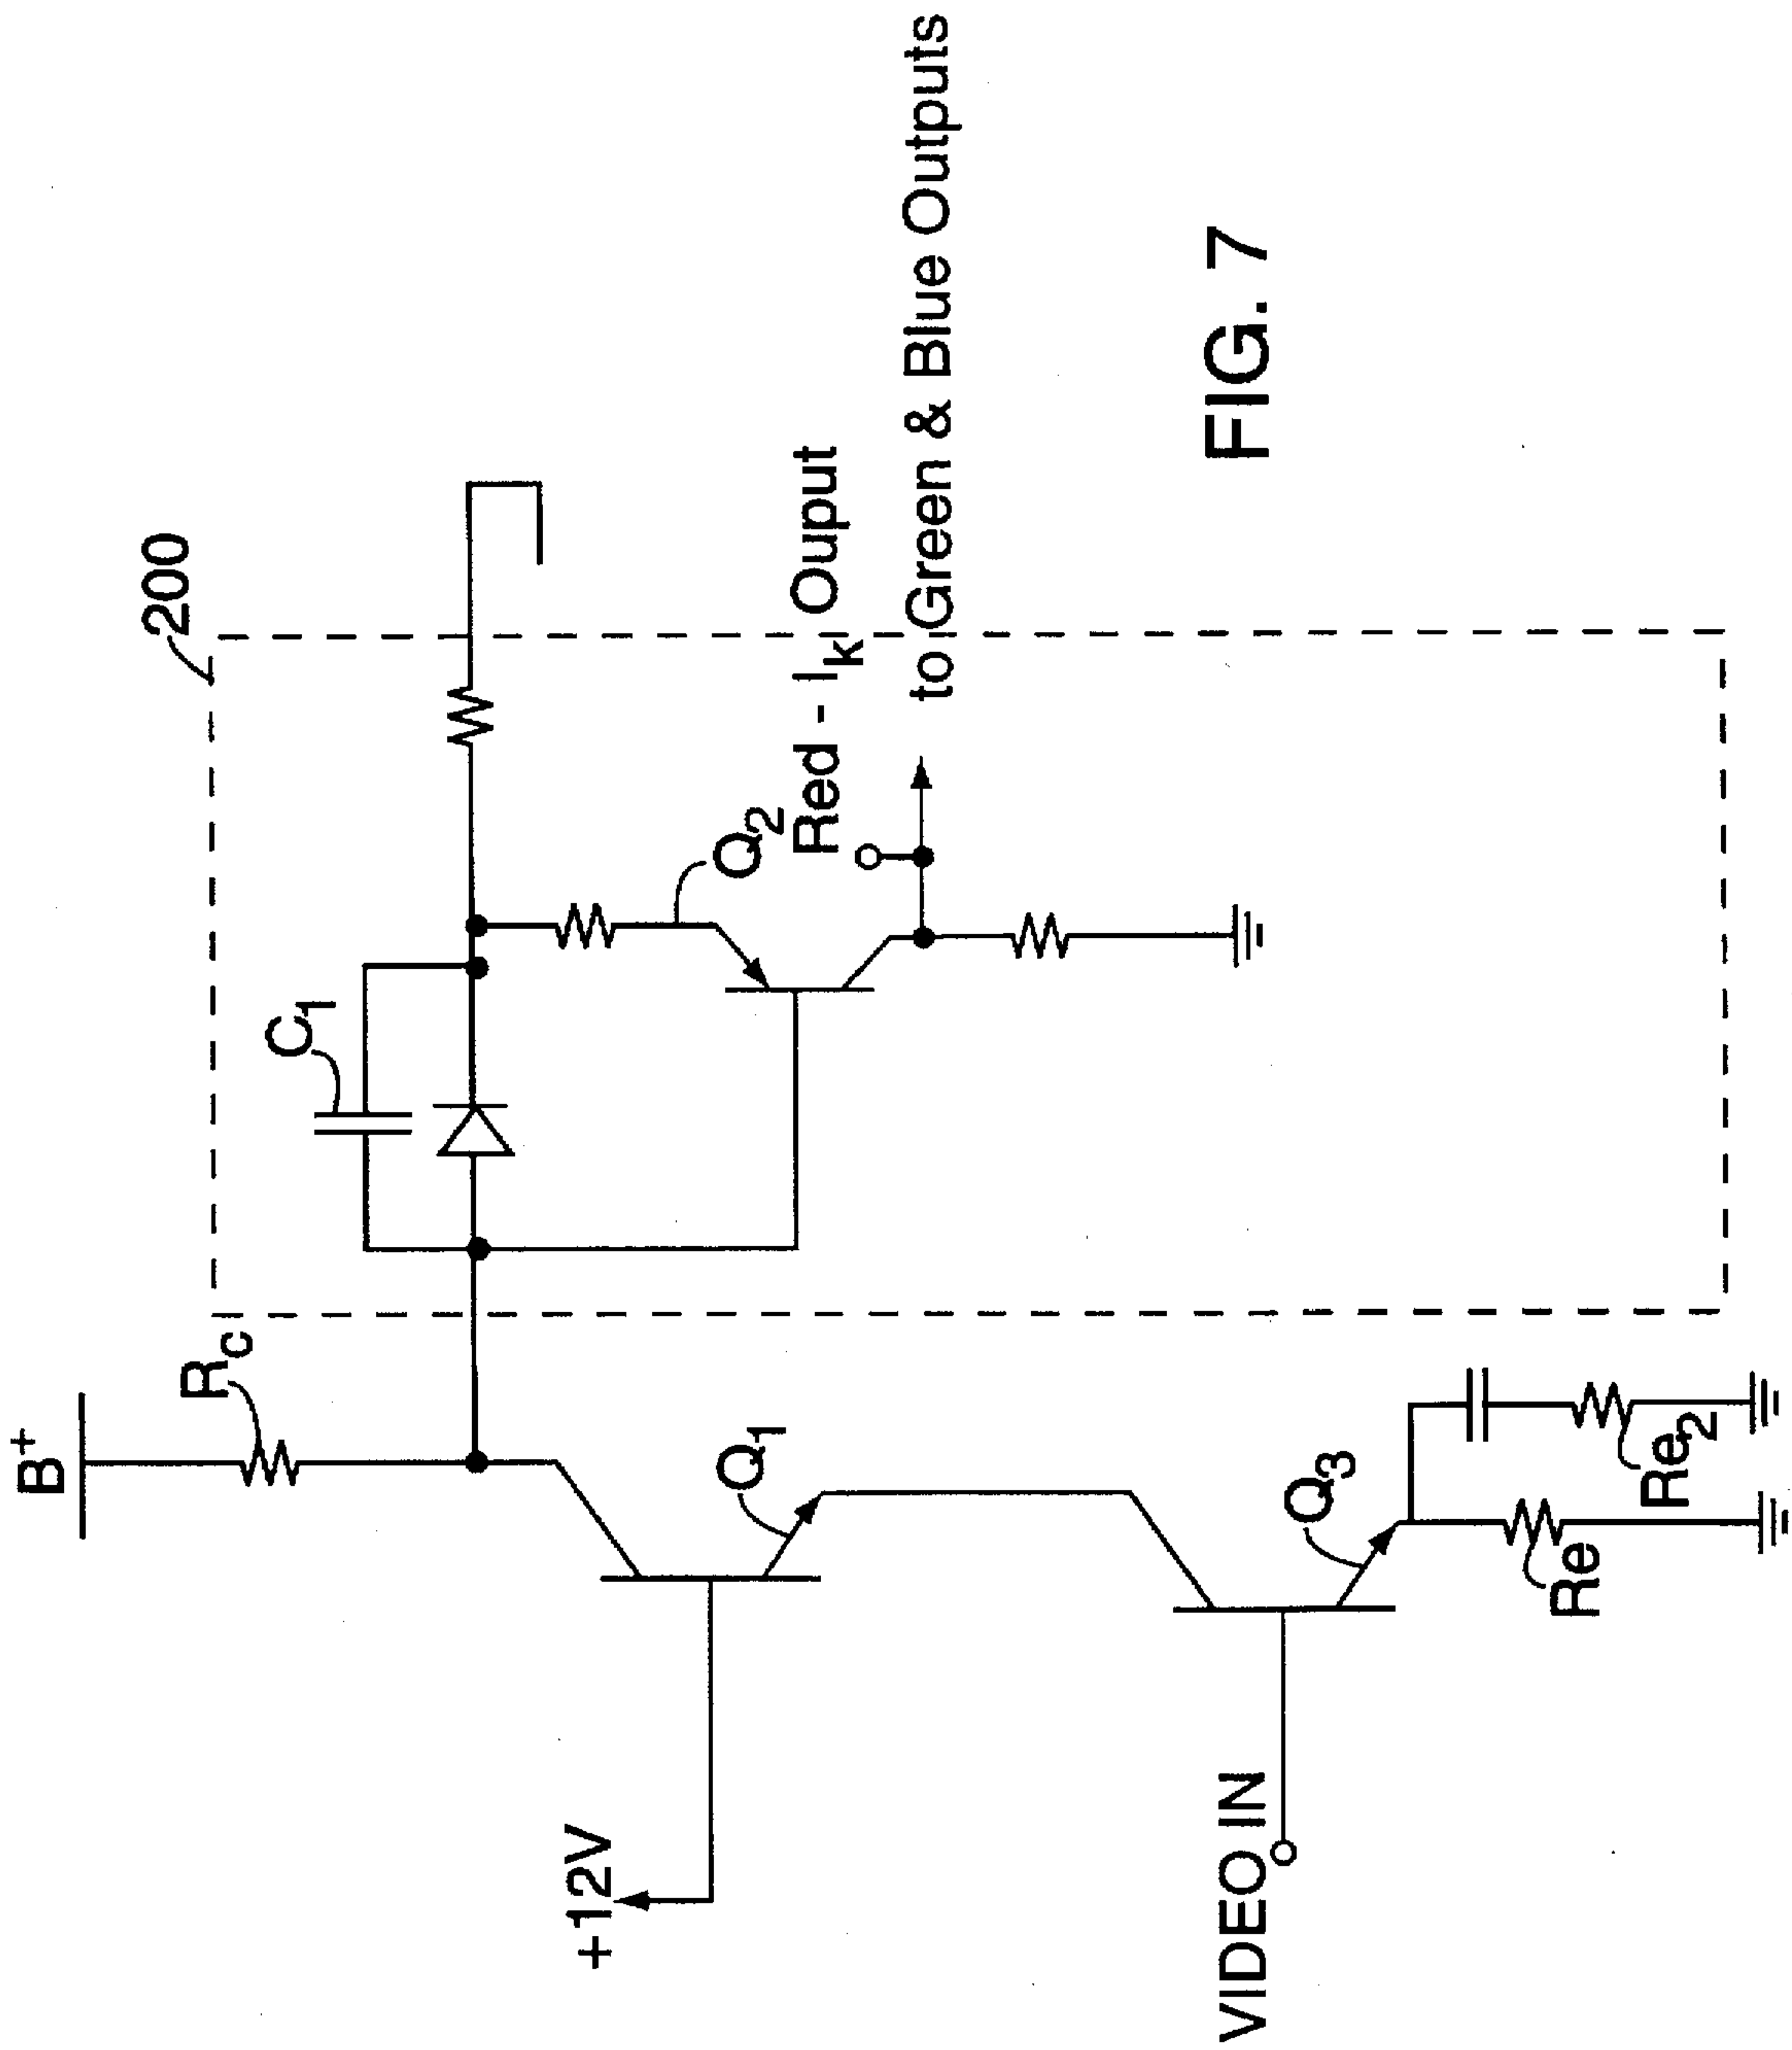 B+
Rc
200
C1
+12V
Q1
Q2
Red - Ik Ouput
to Green & Blue Outputs
VIDEO IN
Q3
Re
Re2
FIG. 7